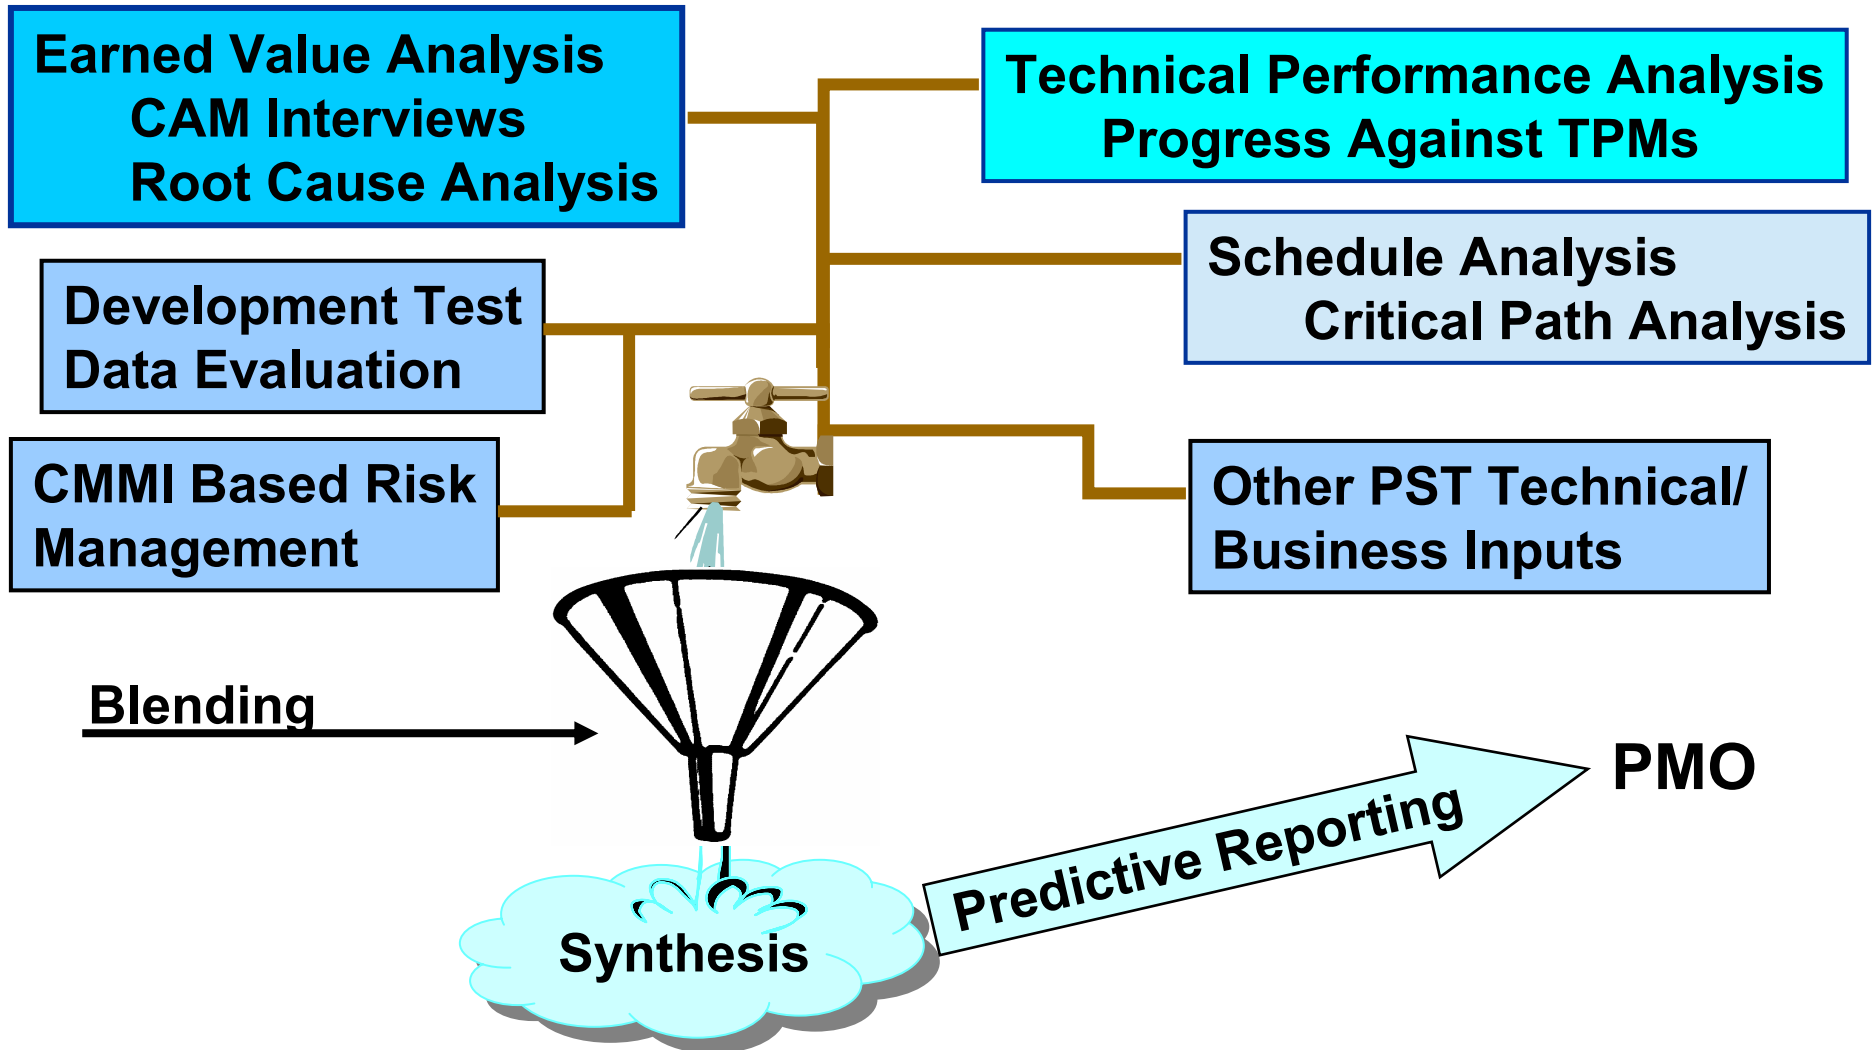 Earned Value Analysis
CAM Interviews
Root Cause Analysis
Technical Performance Analysis
Progress Against TPMs
Development Test
Data Evaluation
Schedule Analysis
Critical Path Analysis
CMMI Based Risk
Management
Other PST Technical/
Business Inputs
Blending
Synthesis
Predictive Reporting
PMO